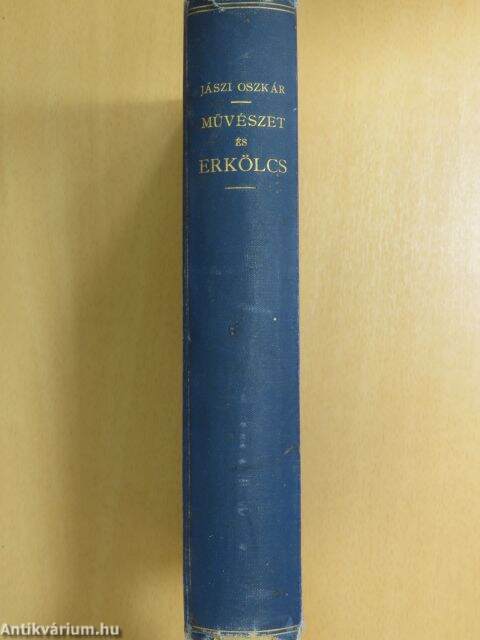 JÁSZI OSZKÁR
MŰVÉSZET
ÉS
ERKÖLCS
Antikvárium.hu